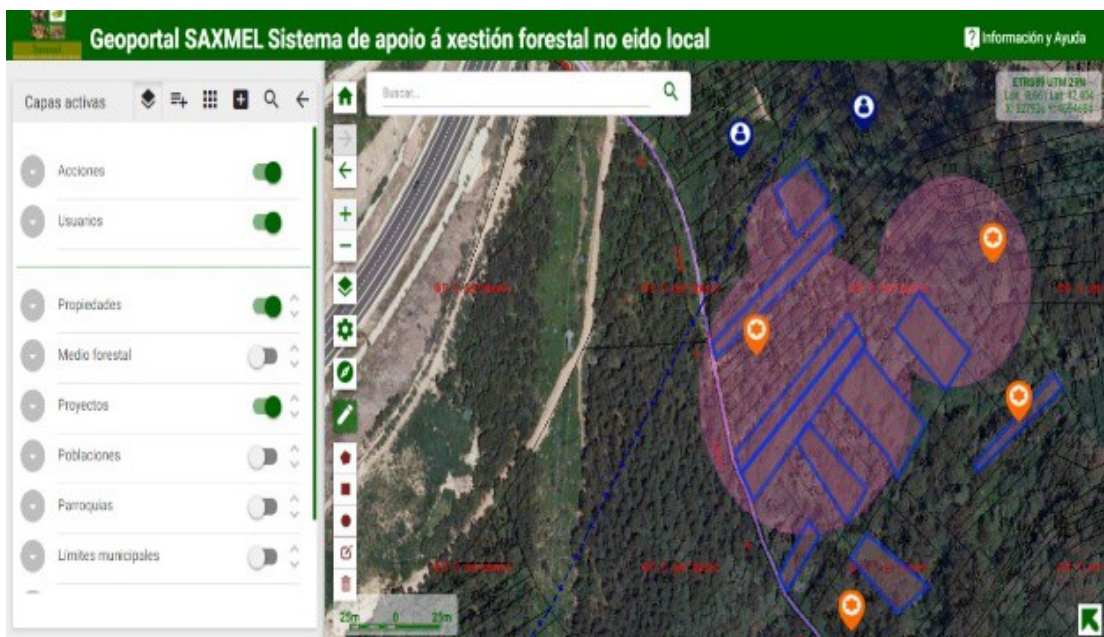 Geoportal SAXMEL Sistema de apoio á xestión forestal no eido local
Información y Ayuda
Capas activas
Buscar...
Acciones
Usuarios
Propiedades
Medio forestal
Proyectos
Poblaciones
Parroquias
Límites municipales
25m 0 25m